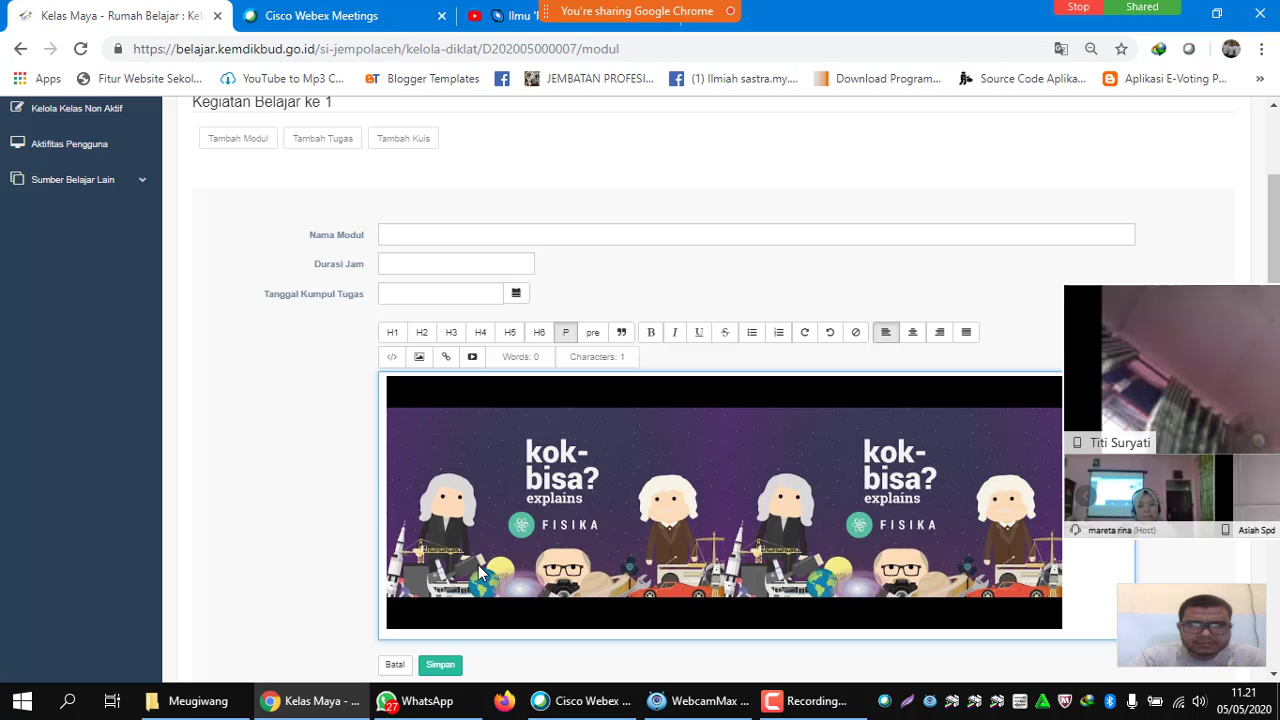 Kelas Maya - Rumah Belajar : Kel
Cisco Webex Meetings
Ilmu '
You're sharing Google Chrome
Stop
Shared
https://belajar.kemdikbud.go.id/si-jempolaceh/kelola-diklat/D202005000007/modul
Apps
Fitur Website Sekol...
YouTube to Mp3 C...
Blogger Templates
JEMBATAN PROFESI...
(1) Ilmiah sastra.my....
Download Program...
Source Code Aplika...
Aplikasi E-Voting P...
»
Kelola Kelas Non Aktif
Aktifitas Pengguna
Sumber Belajar Lain
Kegiatan Belajar ke 1
Tambah Modul
Tambah Tugas
Tambah Kuis
Nama Modul
Durasi Jam
Tanggal Kumpul Tugas
H1 H2 H3 H4 H5 H6 P pre B I U S
</> Words: 0 Characters: 1
kok-
bisa?
explains
FISIKA
kok-
bisa?
explains
FISIKA
Titi Suryati
mareta rina (Host)
Asiah Spd
Batal
Simpan
Meugiwang
Kelas Maya - ...
27
WhatsApp
Cisco Webex ...
WebcamMax ...
Recording...
11.21
05/05/2020